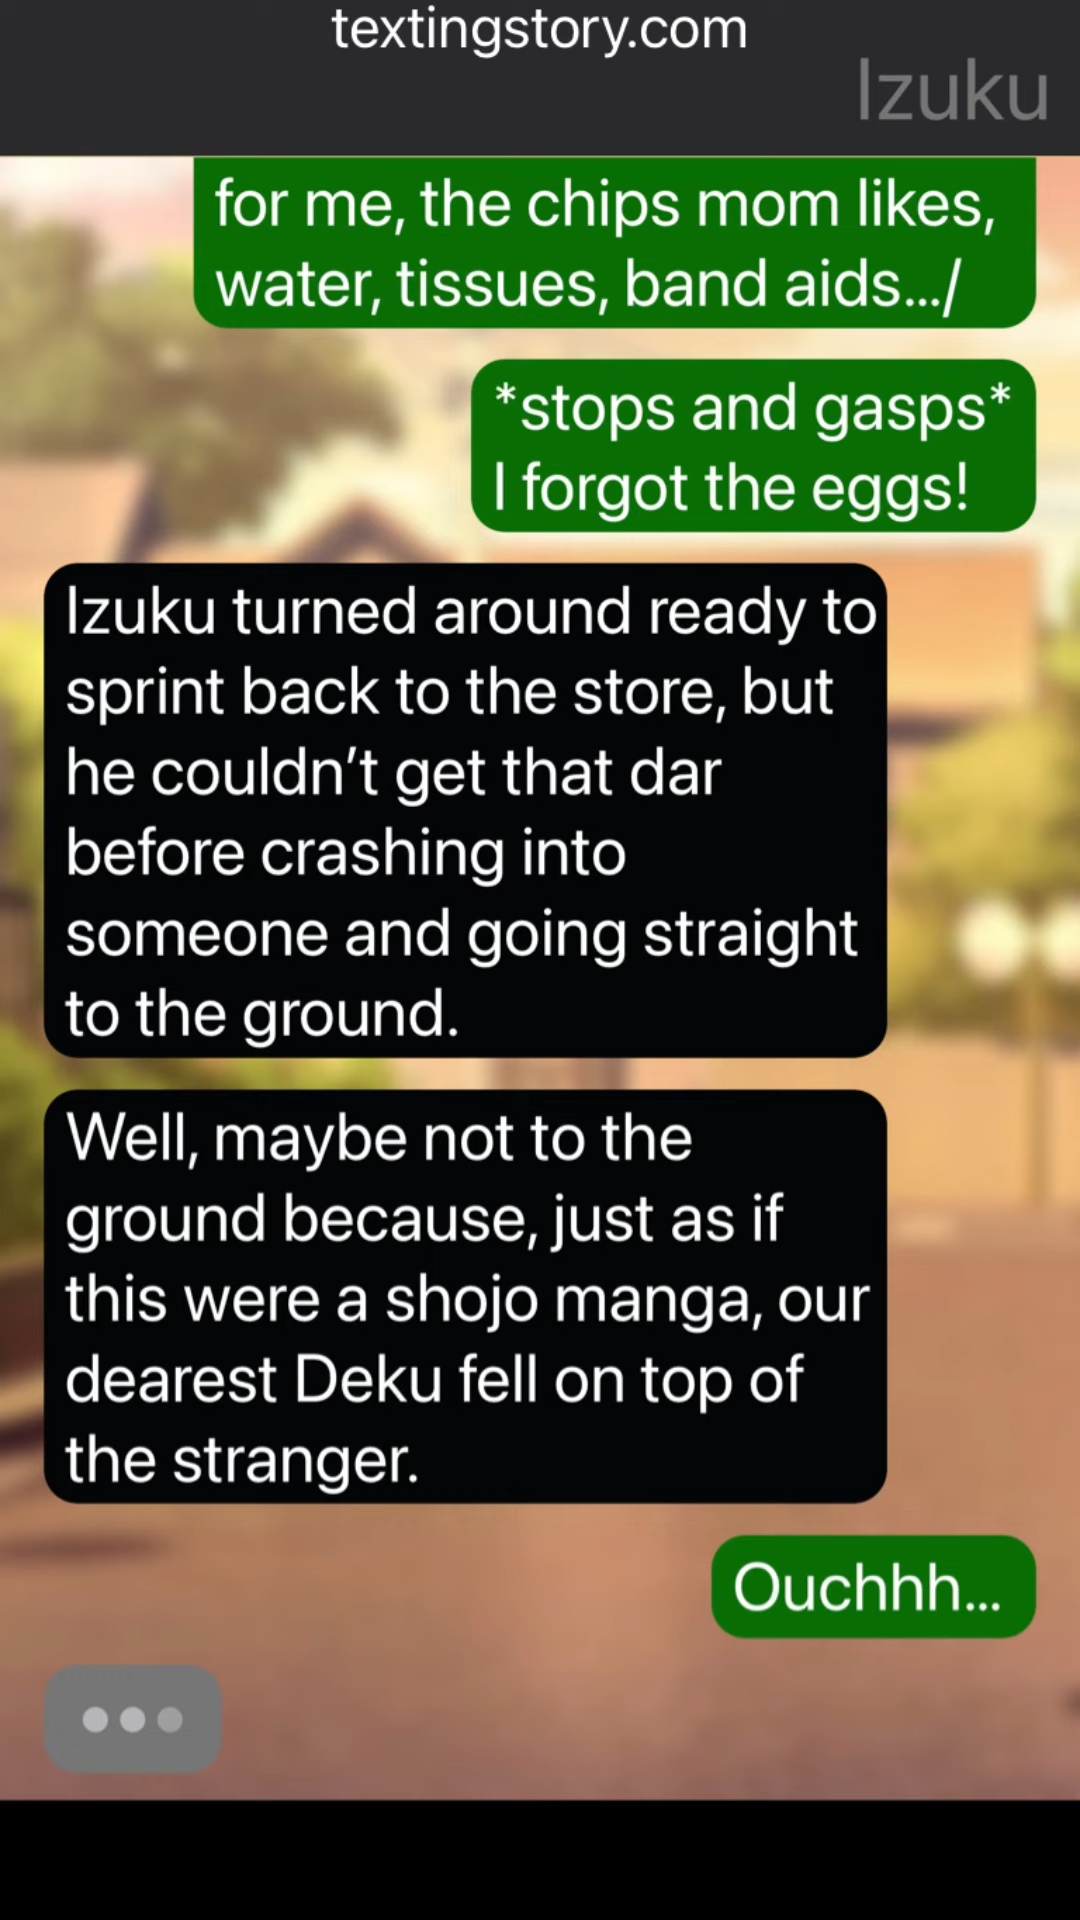 textingstory.com
Izuku
for me, the chips mom likes,
water, tissues, band aids.../
*stops and gasps*
I forgot the eggs!
Izuku turned around ready to
sprint back to the store, but
he couldn’t get that dar
before crashing into
someone and going straight
to the ground.
Well, maybe not to the
ground because, just as if
this were a shojo manga, our
dearest Deku fell on top of
the stranger.
Ouchhh...